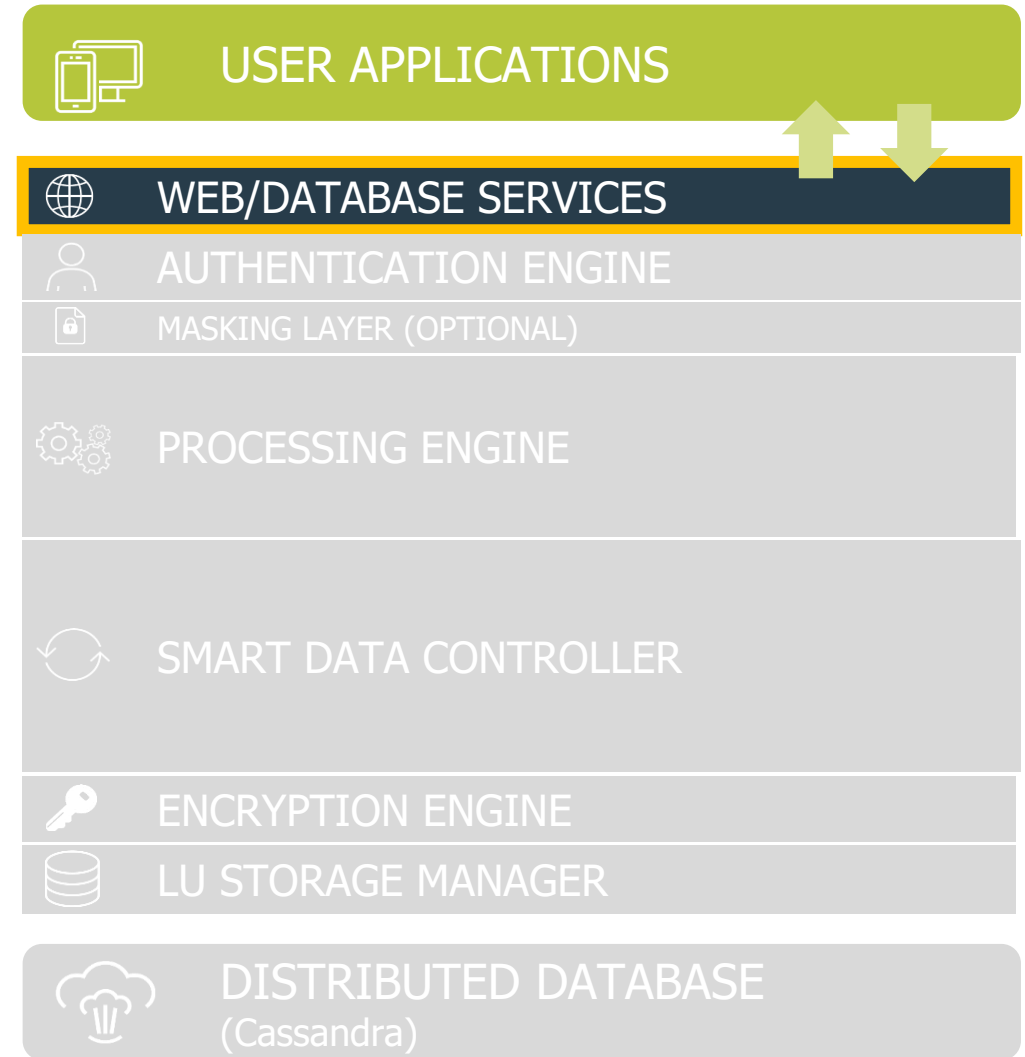 USER APPLICATIONS
WEB/DATABASE SERVICES
AUTHENTICATION ENGINE
MASKING LAYER (OPTIONAL)
PROCESSING ENGINE
SMART DATA CONTROLLER
ENCRYPTION ENGINE
LU STORAGE MANAGER
DISTRIBUTED DATABASE
(Cassandra)